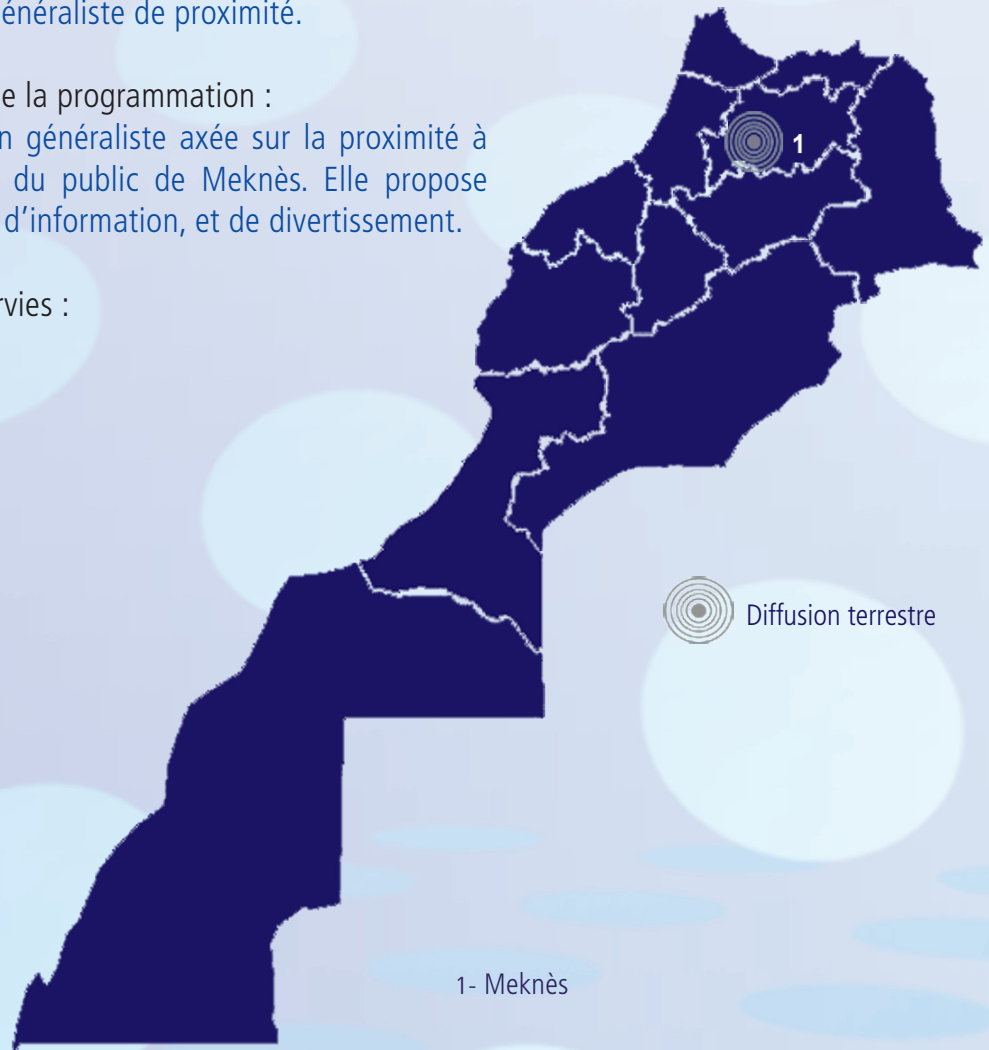 énéraliste de proximité.
e la programmation :
n généraliste axée sur la proximité à
du public de Meknès. Elle propose
d’information, et de divertissement.
rvies :
1
Diffusion terrestre
1- Meknès